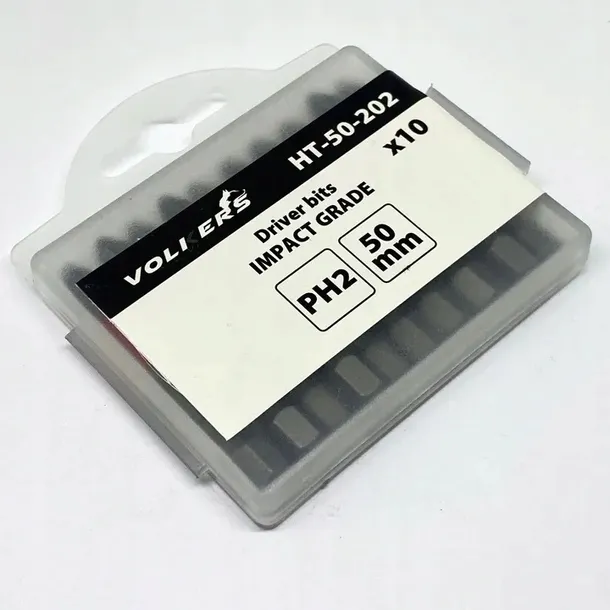 VOLKERS
HT-50-202
x10
Driver bits
IMPACT GRADE
PH2
50
mm